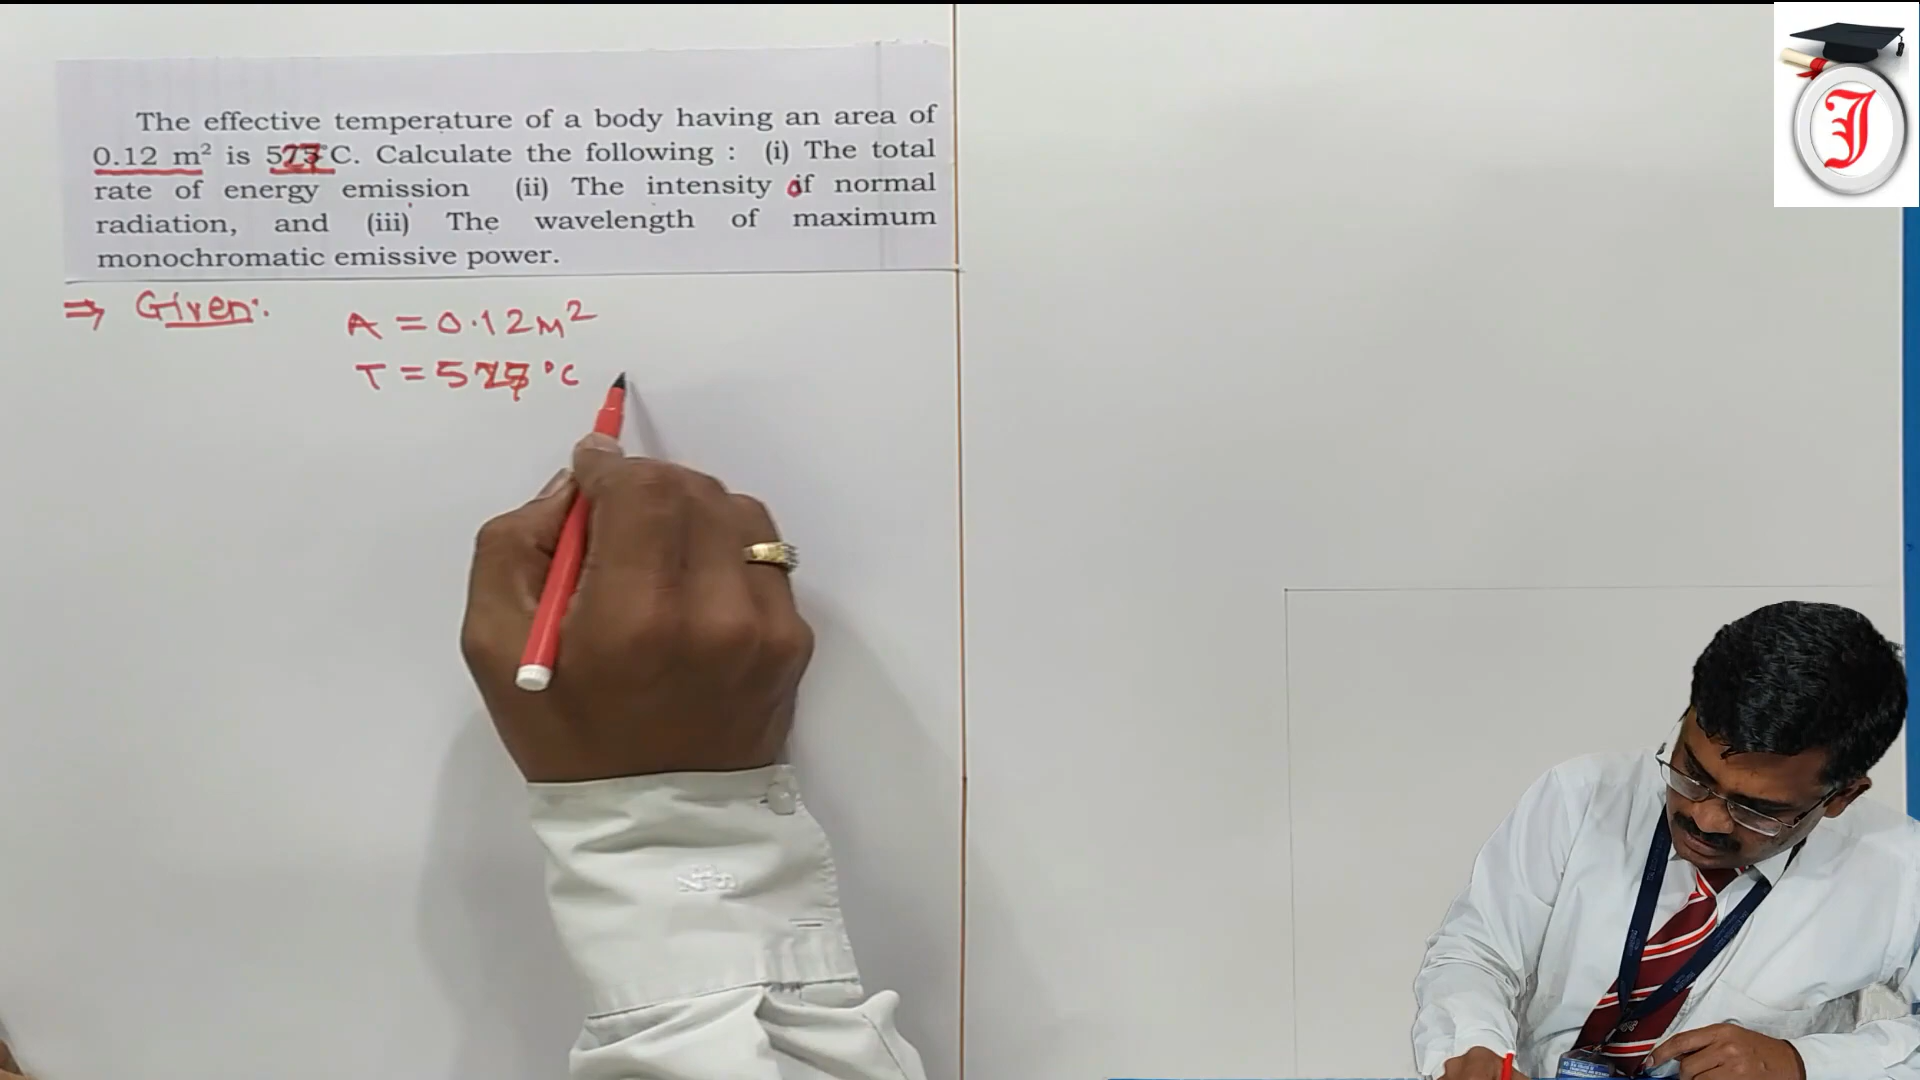 The effective temperature of a body having an area of
0.12 m² is 527°C. Calculate the following : (i) The total
rate of energy emission (ii) The intensity of normal
radiation, and (iii) The wavelength of maximum
monochromatic emissive power.
⇒ Given:
A = 0.12 M²
T = 527 °C
J